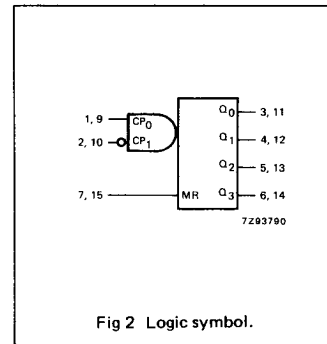 1, 9
CP0
2, 10
CP1
7, 15
MR
Q0
3, 11
Q1
4, 12
Q2
5, 13
Q3
6, 14
7Z93790
Fig 2 Logic symbol.